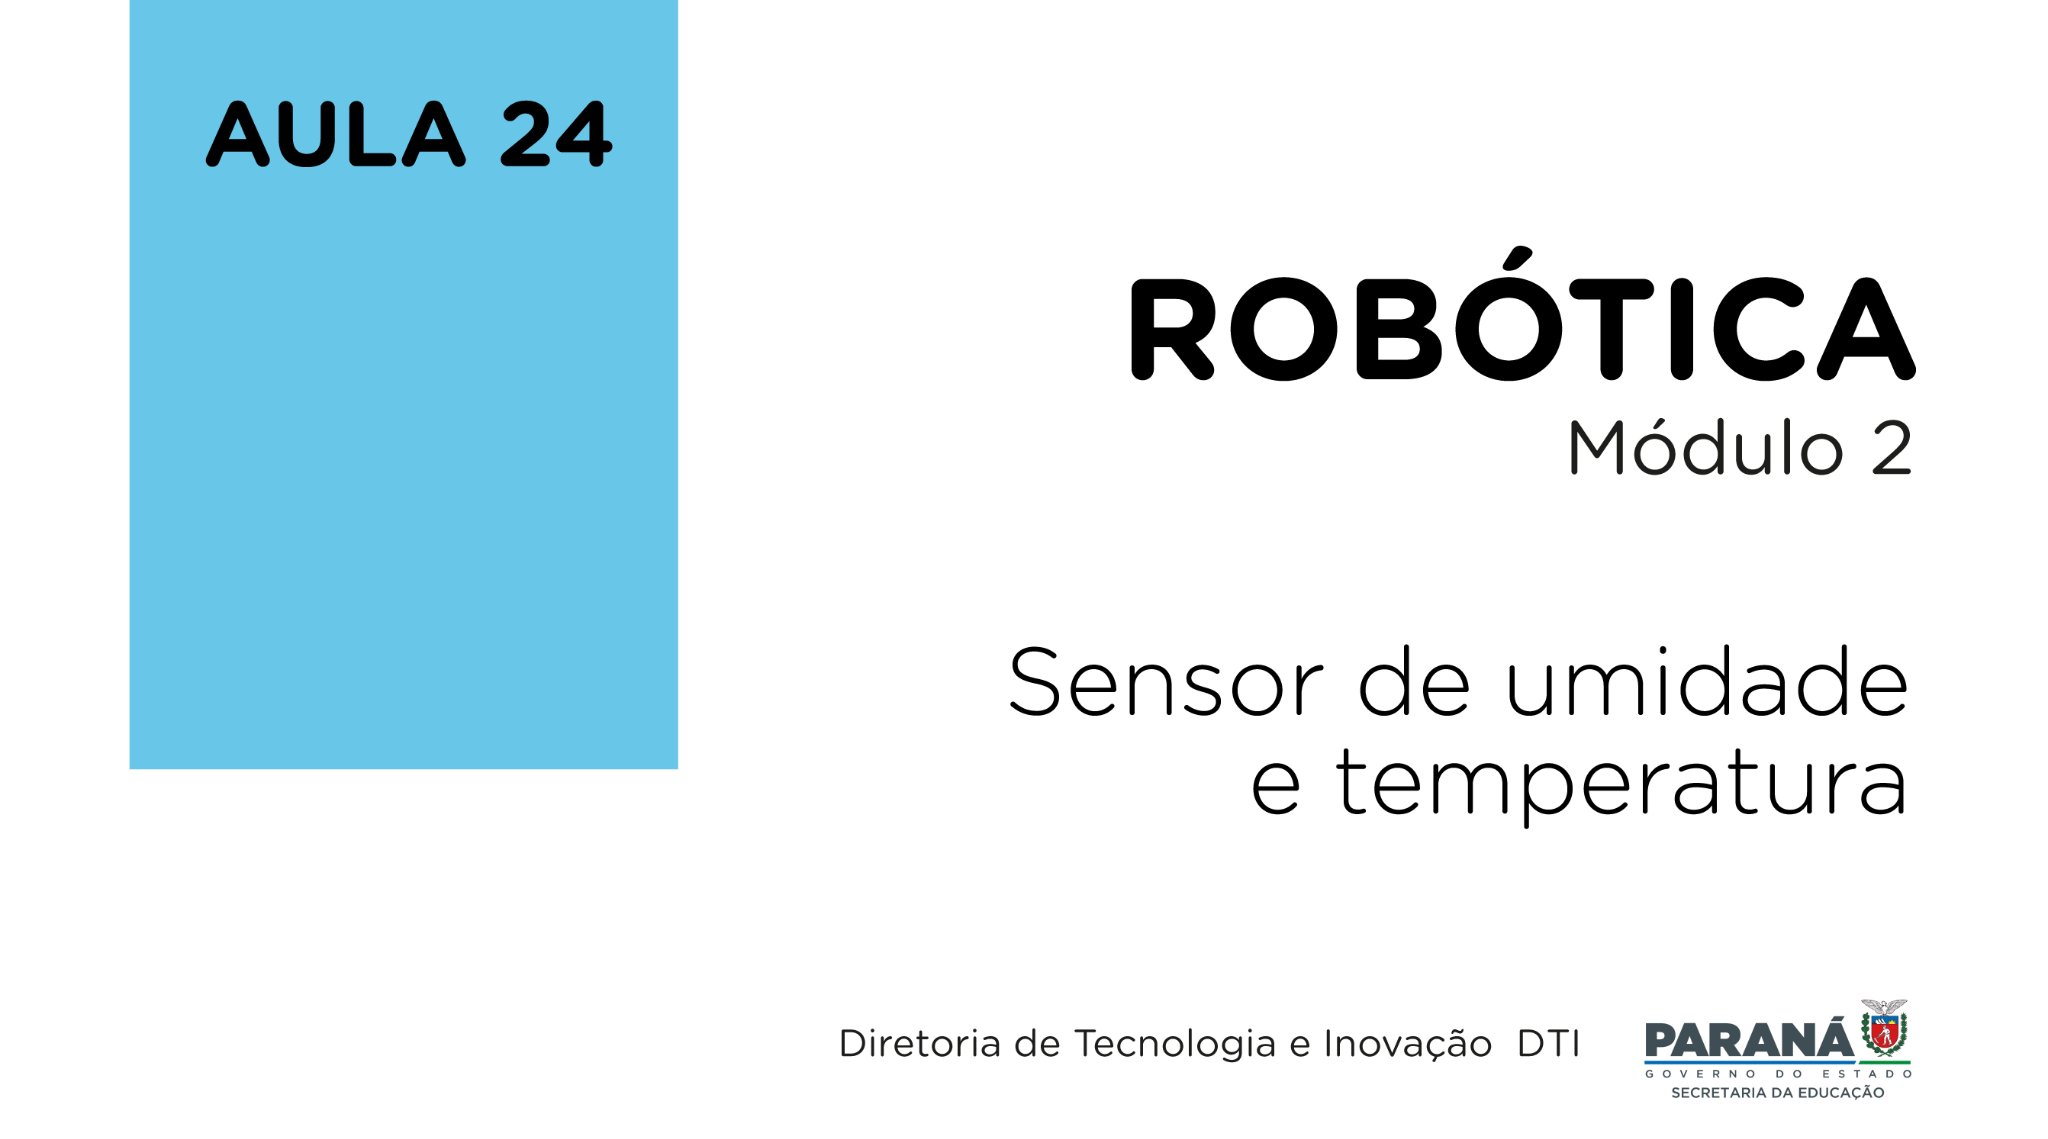 AULA 24
ROBÓTICA
Módulo 2
Sensor de umidade
e temperatura
Diretoria de Tecnologia e Inovação DTI
PARANÁ
GOVERNO DO ESTADO
SECRETARIA DA EDUCAÇÃO